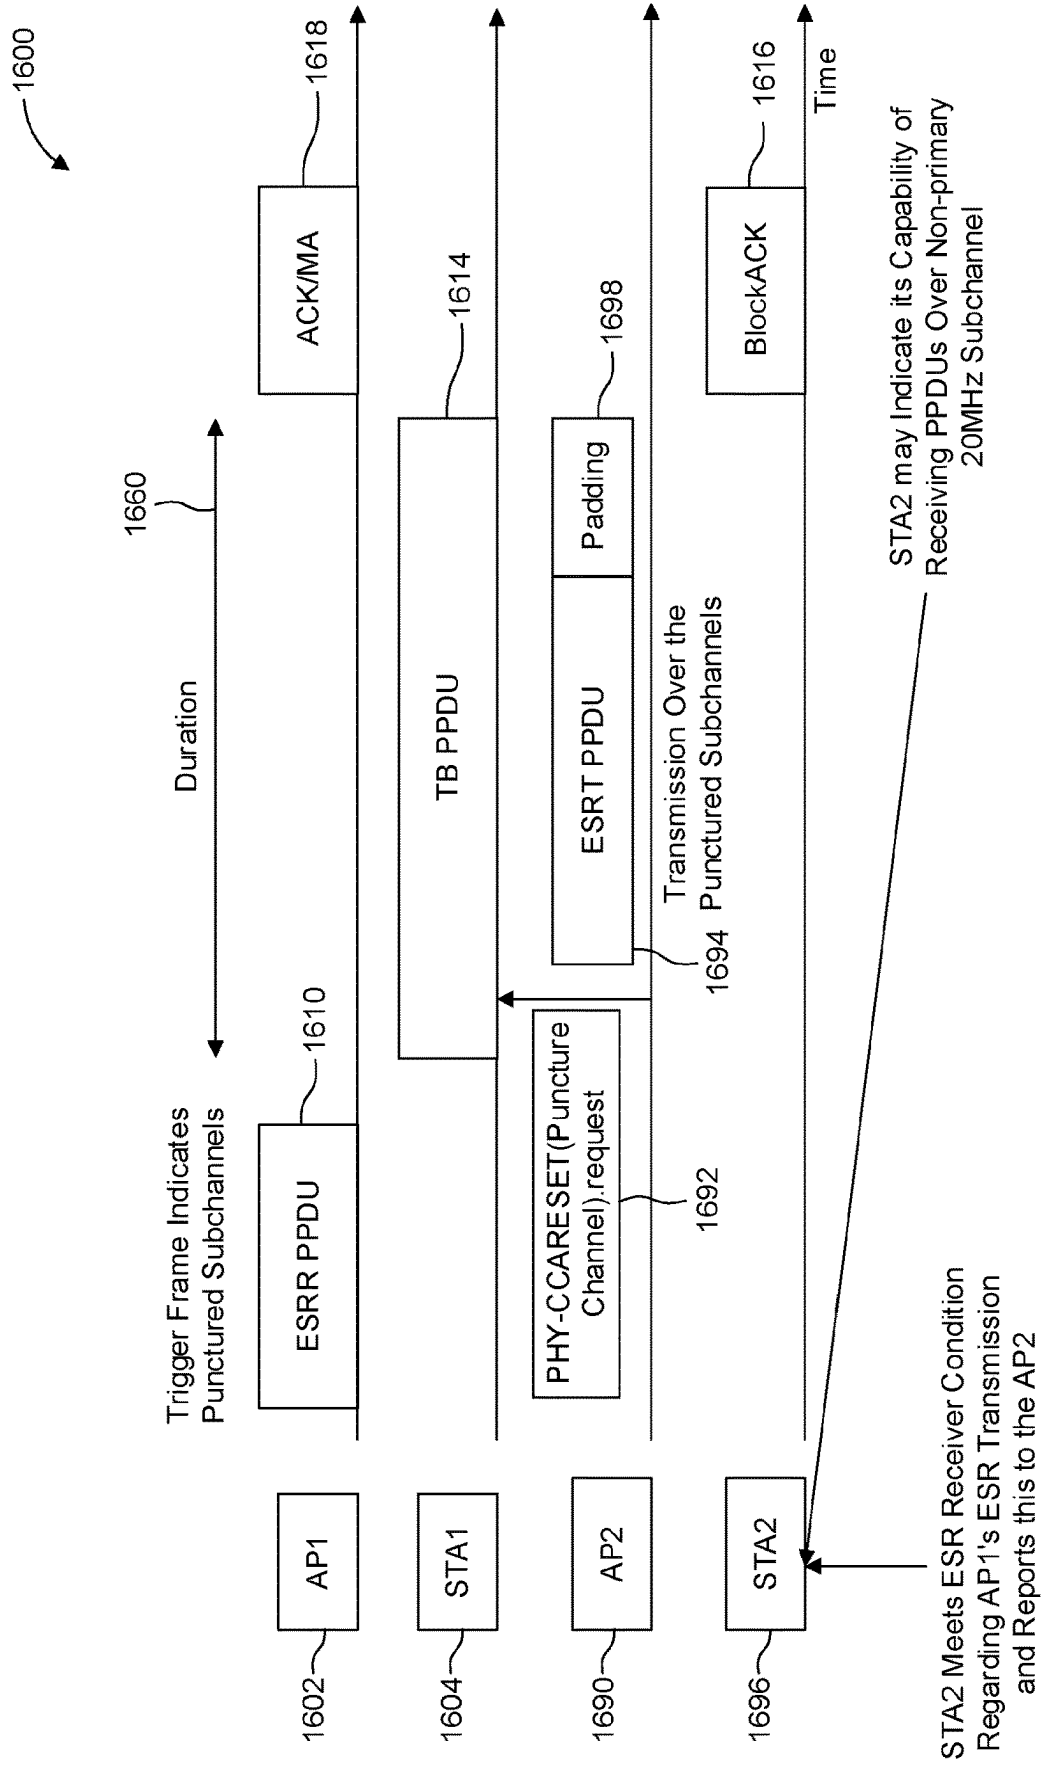 1600
Trigger Frame Indicates
Punctured Subchannels
Duration
1660
1602
AP1
ESRR PPDU
1610
ACK/MA
1618
1604
STA1
TB PPDU
1614
1690
AP2
PHY-CCARESET(Puncture
Channel).request
1692
ESRT PPDU
1694
Padding
1698
Transmission Over the
Punctured Subchannels
1696
STA2
BlockACK
1616
Time
STA2 Meets ESR Receiver Condition
Regarding AP1's ESR Transmission
and Reports this to the AP2
STA2 may Indicate its Capability of
Receiving PPDUs Over Non-primary
20MHz Subchannel